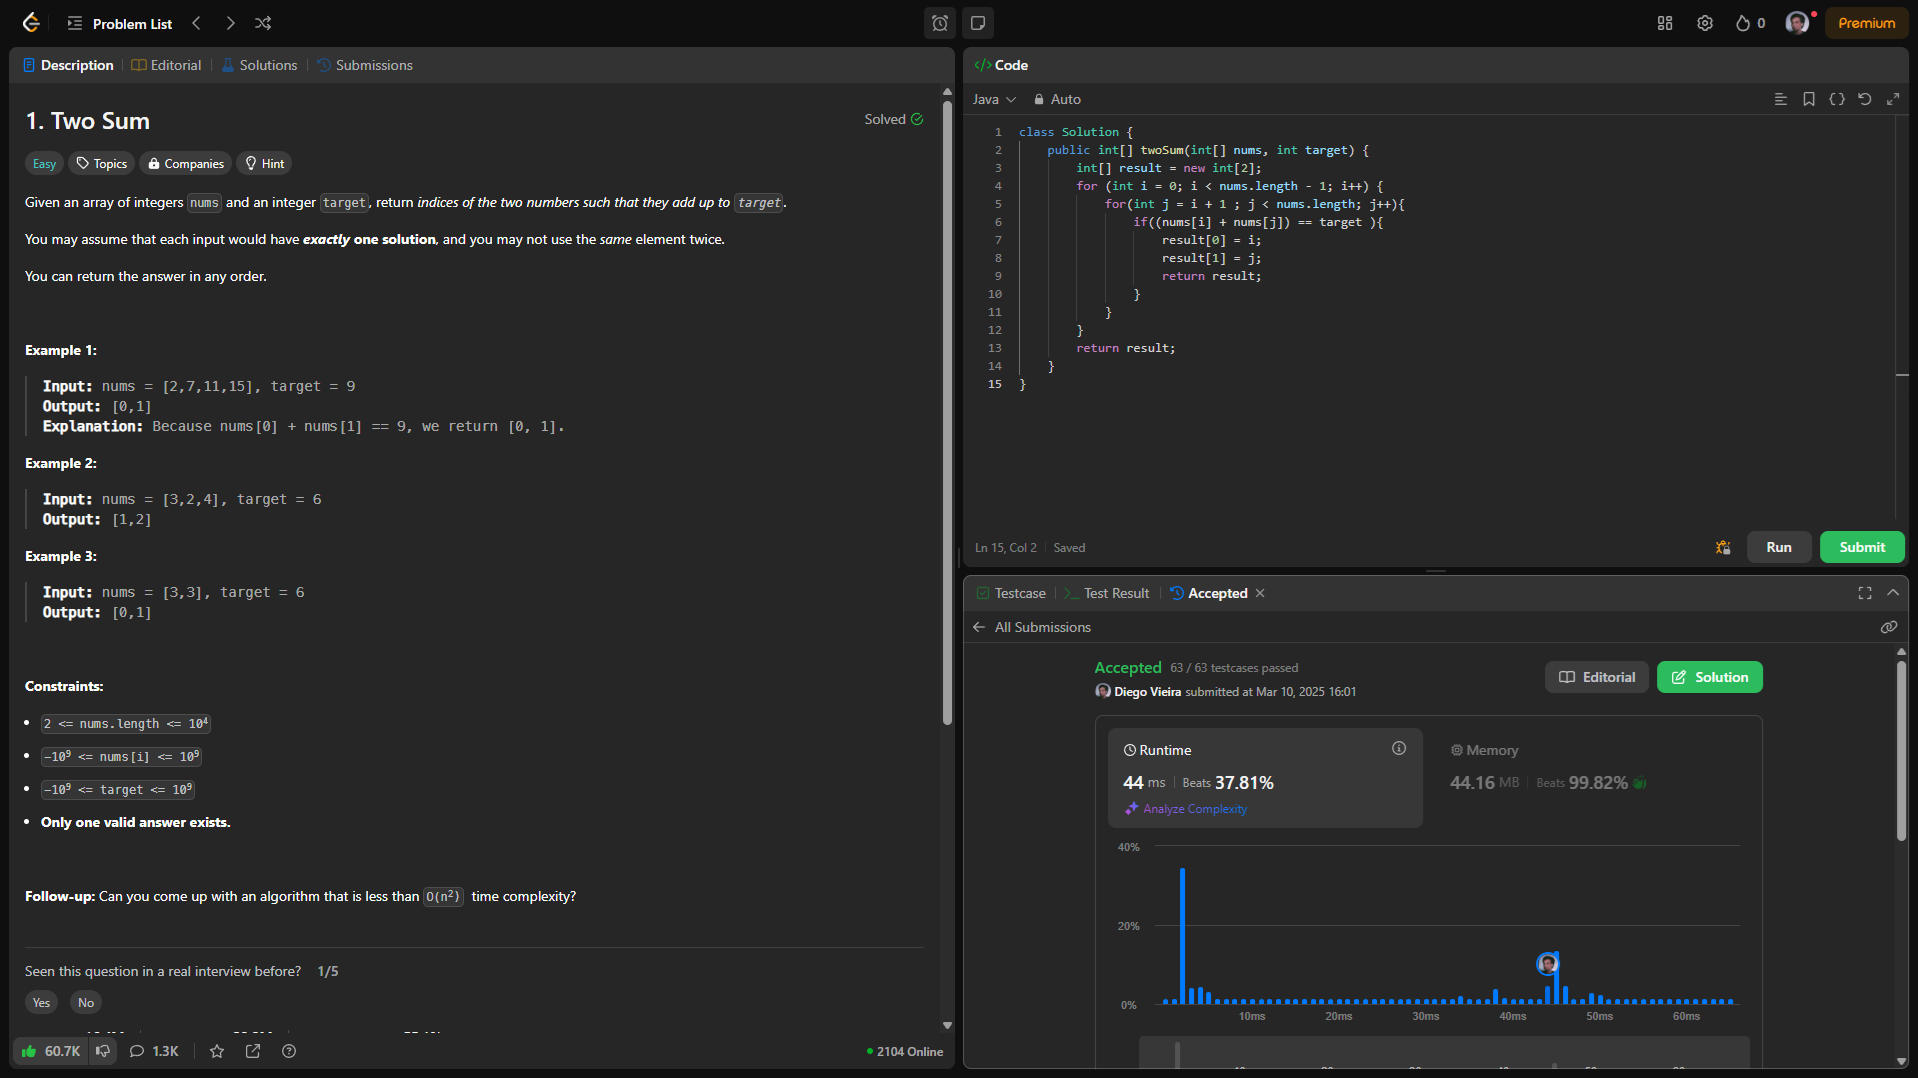 Problem List
0
Premium
Description
Editorial
Solutions
Submissions
1. Two Sum
Solved
Easy
Topics
Companies
Hint
Given an array of integers nums and an integer target, return indices of the two numbers such that they add up to target.
You may assume that each input would have exactly one solution, and you may not use the same element twice.
You can return the answer in any order.
Example 1:
Input: nums = [2,7,11,15], target = 9
Output: [0,1]
Explanation: Because nums[0] + nums[1] == 9, we return [0, 1].
Example 2:
Input: nums = [3,2,4], target = 6
Output: [1,2]
Example 3:
Input: nums = [3,3], target = 6
Output: [0,1]
Constraints:
2 <= nums.length <= 10⁴
-10⁹ <= nums[i] <= 10⁹
-10⁹ <= target <= 10⁹
Only one valid answer exists.
Follow-up: Can you come up with an algorithm that is less than O(n²) time complexity?
Seen this question in a real interview before? 1/5
Yes
No
60.7K
1.3K
2104 Online
</> Code
Java
Auto
1 class Solution {
2 public int[] twoSum(int[] nums, int target) {
3 int[] result = new int[2];
4 for (int i = 0; i < nums.length - 1; i++) {
5 for(int j = i + 1 ; j < nums.length; j++){
6 if((nums[i] + nums[j]) == target ){
7 result[0] = i;
8 result[1] = j;
9 return result;
10 }
11 }
12 }
13 return result;
14 }
15 }
Ln 15, Col 2
Saved
Run
Submit
Testcase
Test Result
Accepted
All Submissions
Accepted 63 / 63 testcases passed
Diego Vieira submitted at Mar 10, 2025 16:01
Editorial
Solution
Runtime
44 ms Beats 37.81%
Analyze Complexity
Memory
44.16 MB Beats 99.82%
40%
20%
0%
10ms 20ms 30ms 40ms 50ms 60ms